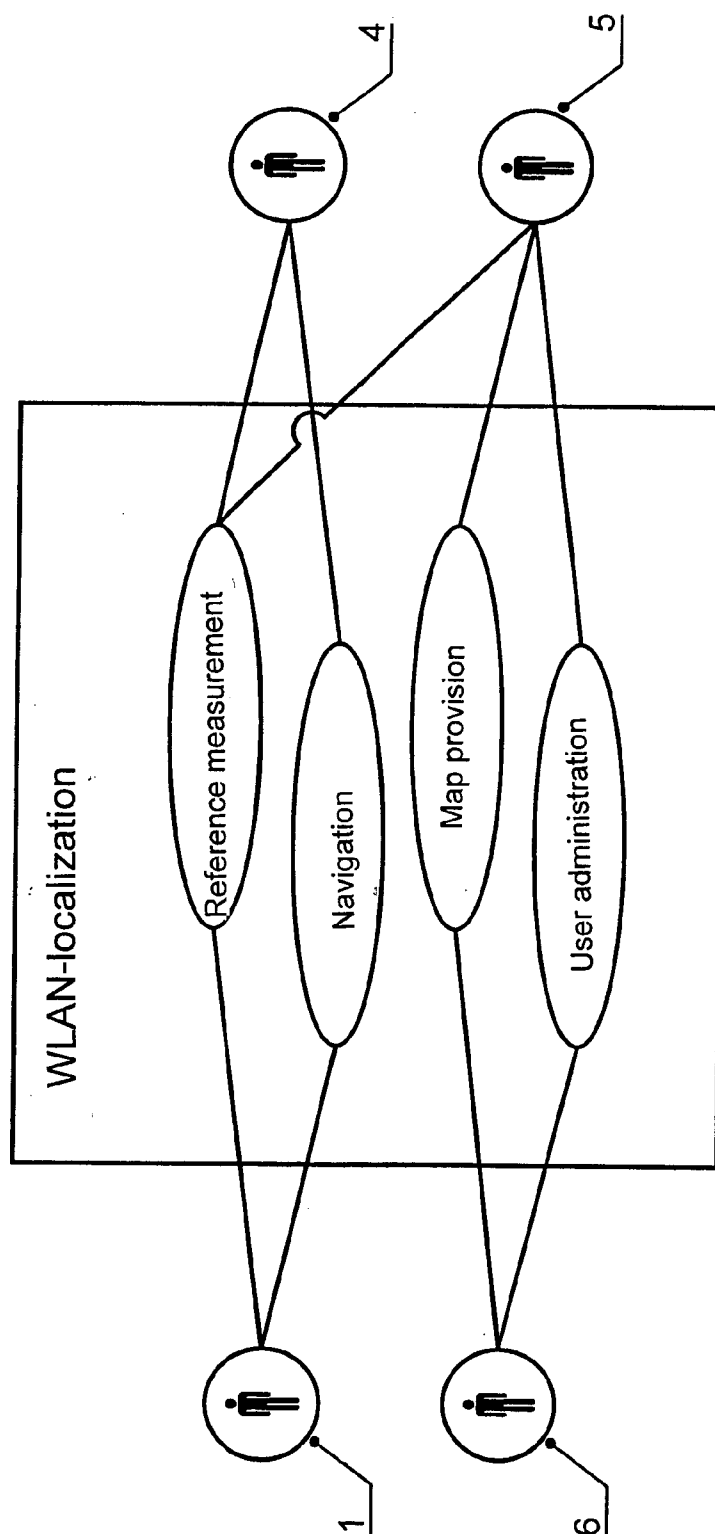 WLAN-localization
Reference measurement
Navigation
Map provision
User administration
1
4
6
5